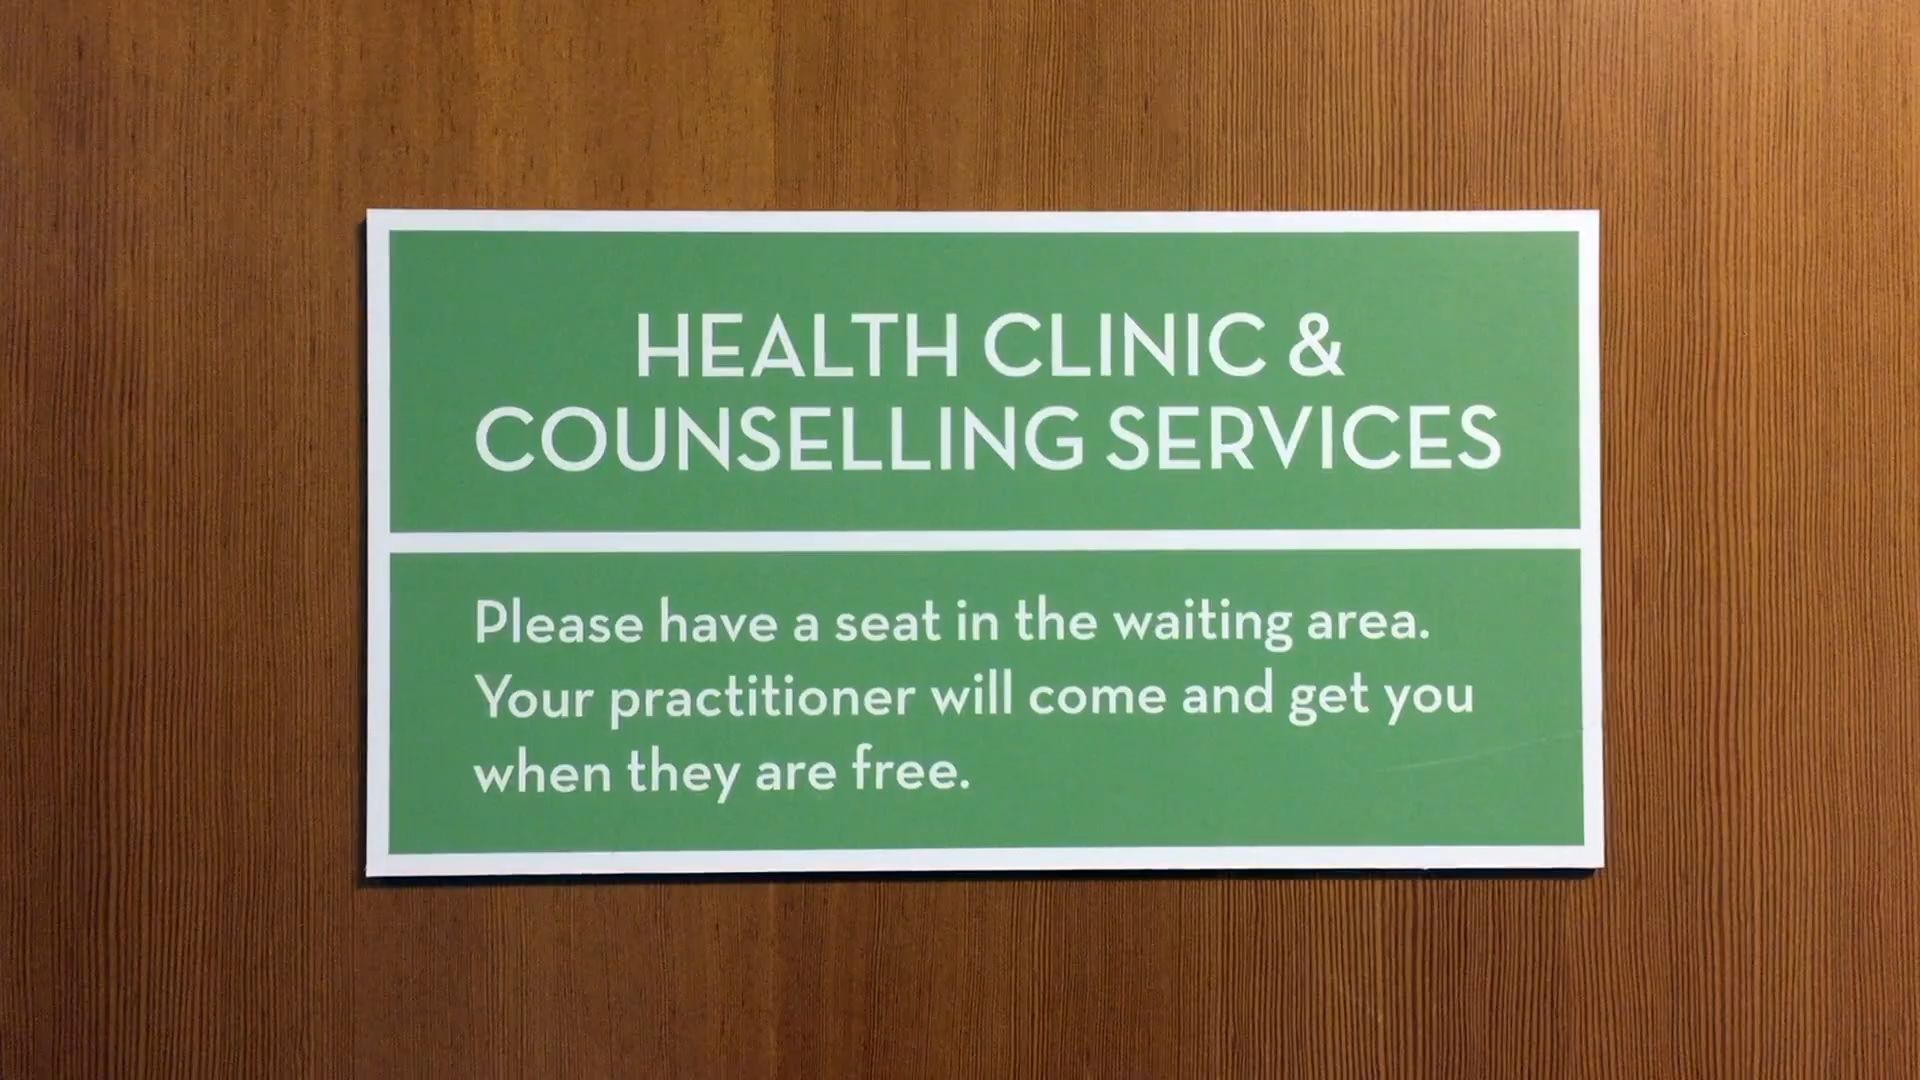 HEALTH CLINIC &
COUNSELLING SERVICES
Please have a seat in the waiting area.
Your practitioner will come and get you
when they are free.